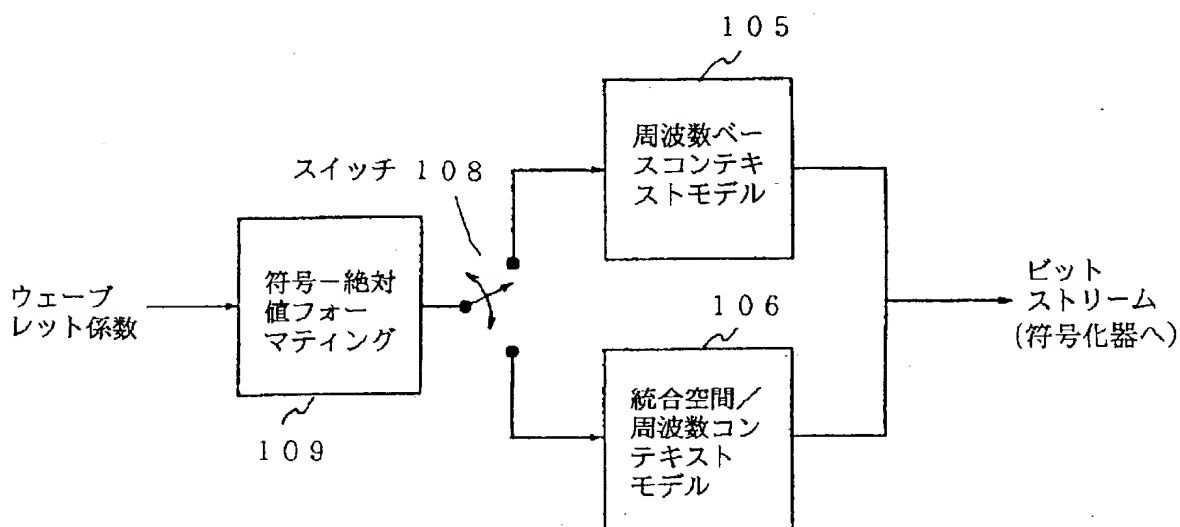 105
周波数ベー
スコンテキ
ストモデル
スイッチ 108
符号－絶対
値フォー
マティング
ウェーブ
レット係数
109
106
統合空間／
周波数コン
テキスト
モデル
ビット
ストリーム
(符号化器へ)